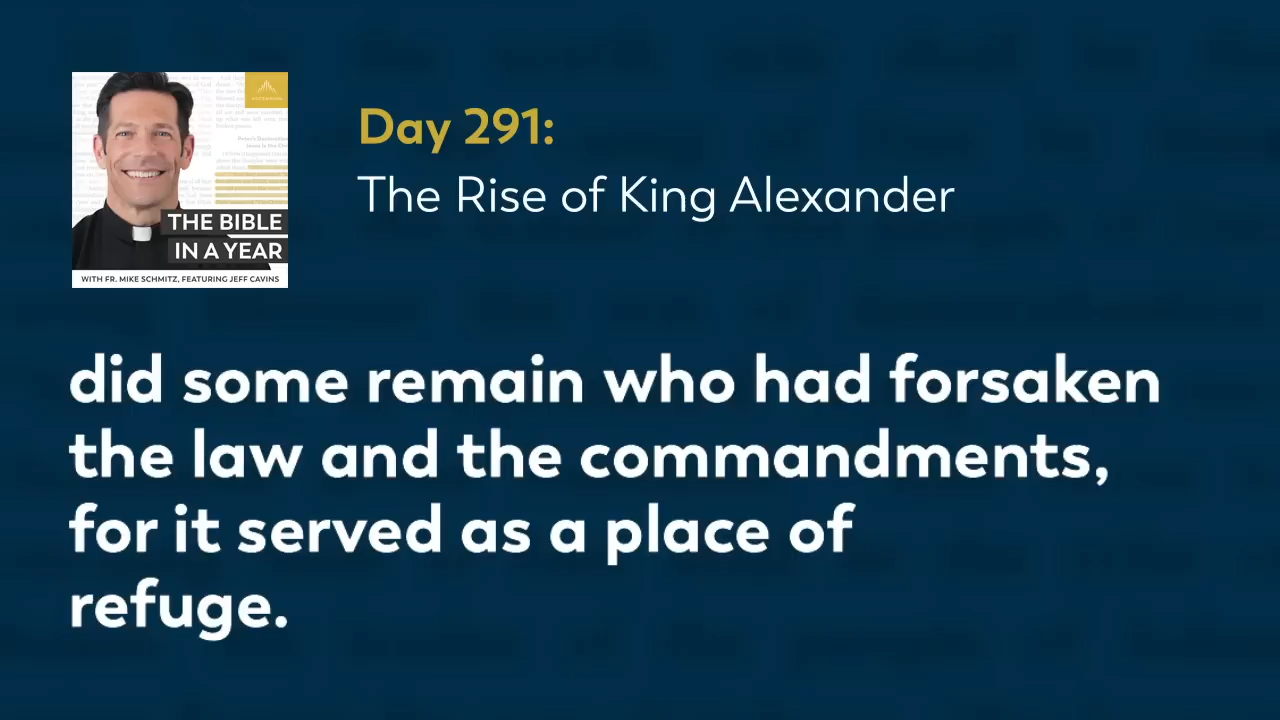 Day 291:
The Rise of King Alexander
THE BIBLE
IN A YEAR
WITH FR. MIKE SCHMITZ, FEATURING JEFF CAVINS
did some remain who had forsaken
the law and the commandments,
for it served as a place of
refuge.